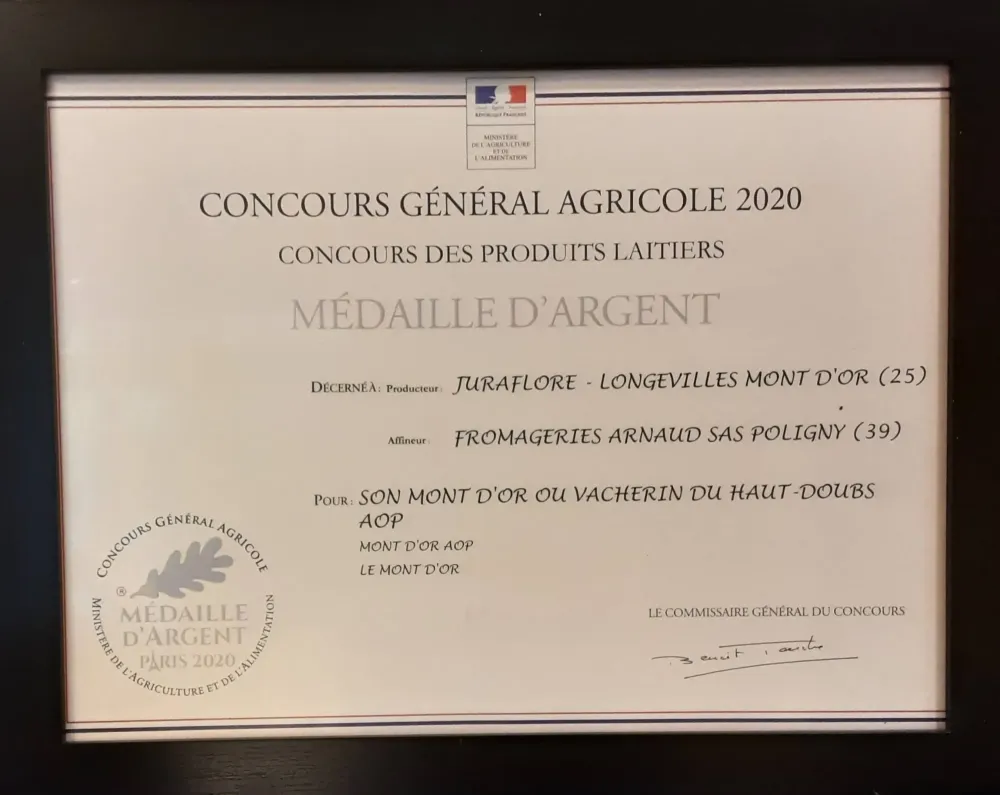 RÉPUBLIQUE FRANÇAISE
MINISTÈRE
DE L'AGRICULTURE
ET DE
L'ALIMENTATION
CONCOURS GÉNÉRAL AGRICOLE 2020
CONCOURS DES PRODUITS LAITIERS
MÉDAILLE D'ARGENT
DÉCERNÉ À: Producteur: JURAFLORE - LONGEVILLES MONT D'OR (25)
Affineur: FROMAGERIES ARNAUD SAS POLIGNY (39)
POUR: SON MONT D'OR OU VACHERIN DU HAUT-DOUBS
AOP
MONT D'OR AOP
LE MONT D'OR
LE COMMISSAIRE GÉNÉRAL DU CONCOURS
CONCOURS GÉNÉRAL AGRICOLE
®
MÉDAILLE
D'ARGENT
PARIS 2020
MINISTÈRE DE L'AGRICULTURE ET DE L'ALIMENTATION